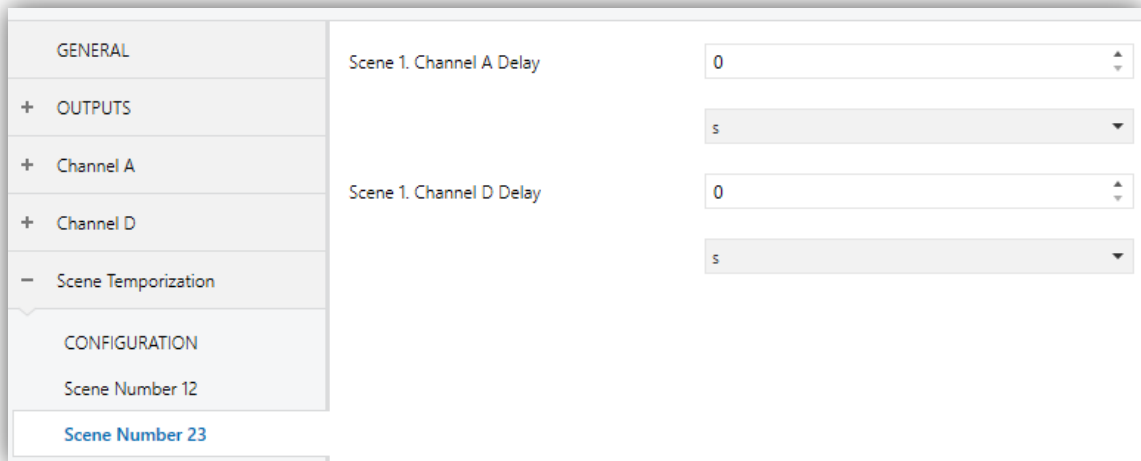 GENERAL
+ OUTPUTS
+ Channel A
+ Channel D
− Scene Temporization
CONFIGURATION
Scene Number 12
Scene Number 23
Scene 1. Channel A Delay
0
s
Scene 1. Channel D Delay
0
s